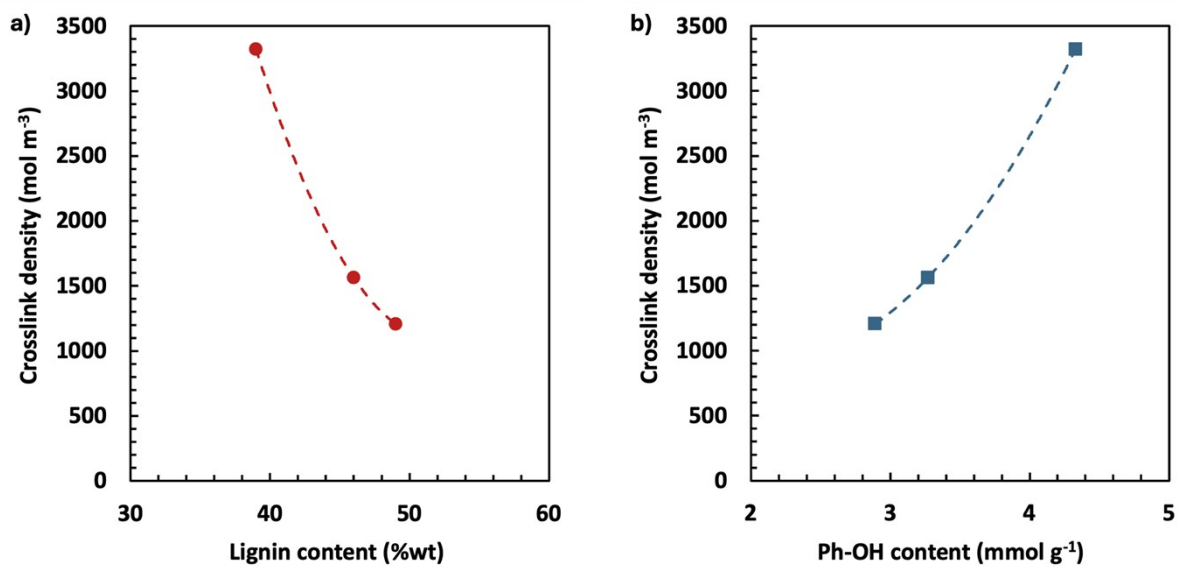 a)
3500
3000
2500
2000
1500
1000
500
0
Crosslink density (mol m⁻³)
30 40 50 60
Lignin content (%wt)
b)
3500
3000
2500
2000
1500
1000
500
0
Crosslink density (mol m⁻³)
2 3 4 5
Ph-OH content (mmol g⁻¹)